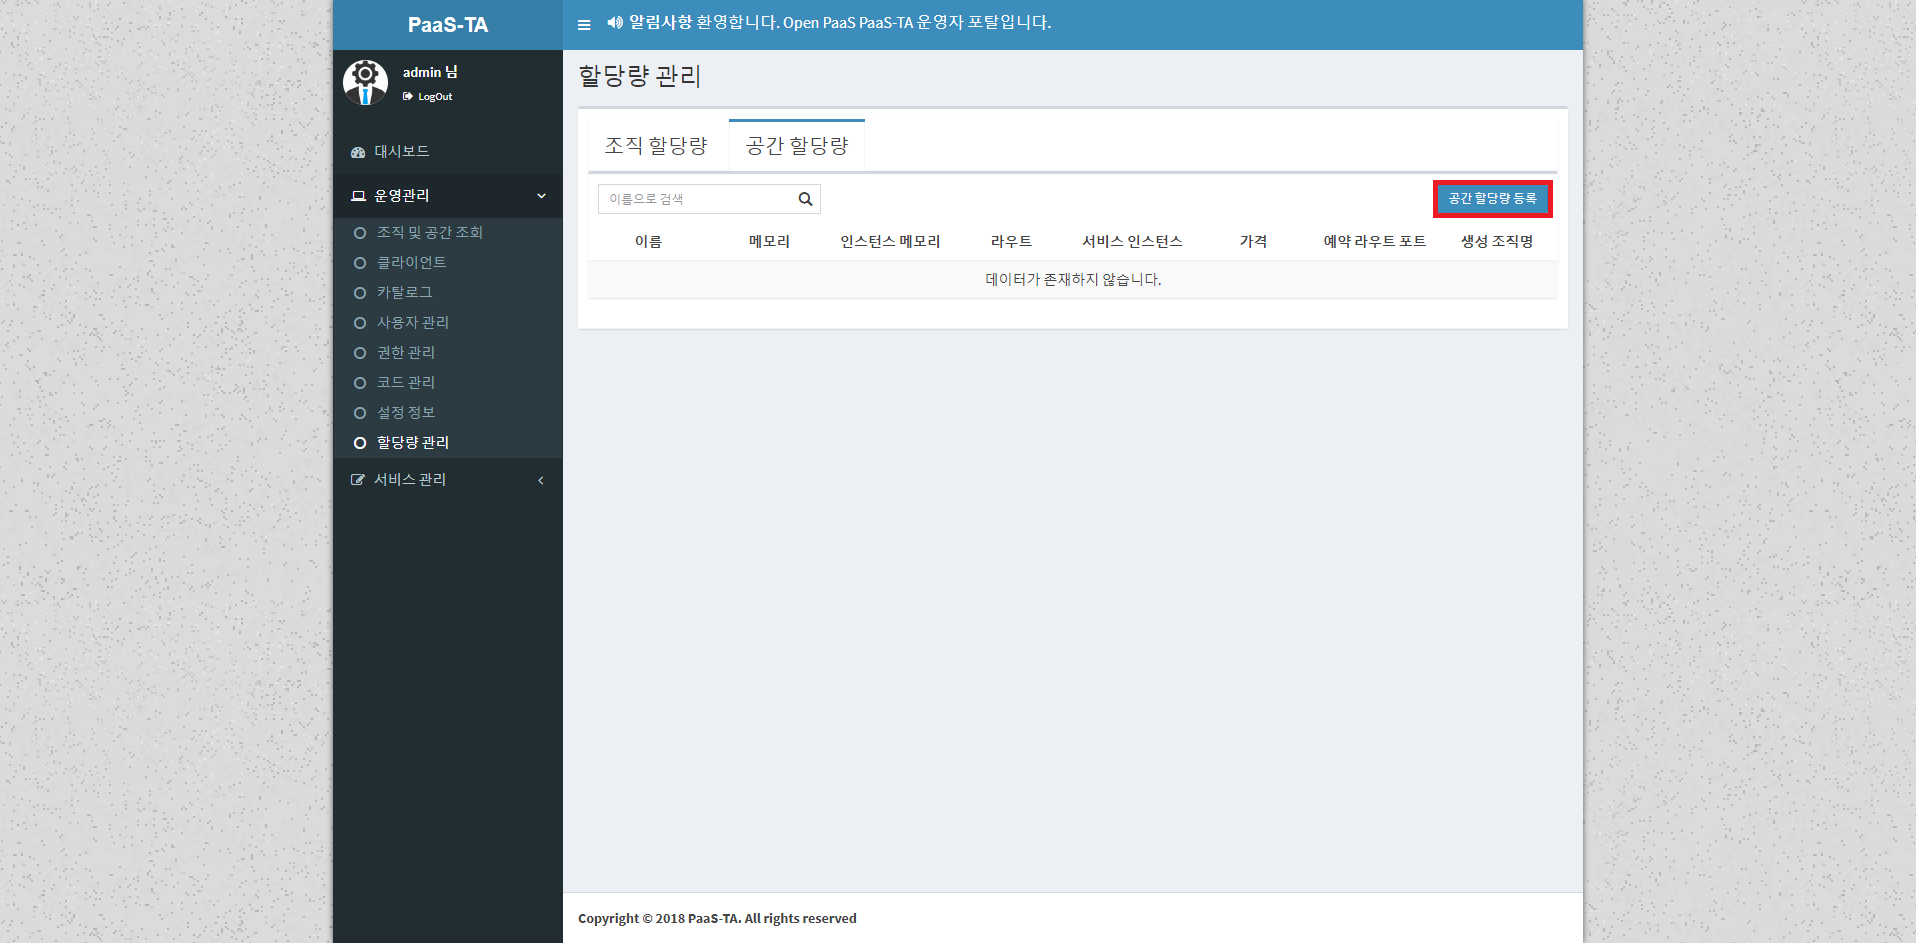 PaaS-TA
알림사항 환영합니다. Open PaaS PaaS-TA 운영자 포탈입니다.
admin 님
LogOut
대시보드
운영관리
조직 및 공간 조회
클라이언트
카탈로그
사용자 관리
권한 관리
코드 관리
설정 정보
할당량 관리
서비스 관리
할당량 관리
조직 할당량 공간 할당량
이름으로 검색 공간 할당량 등록
이름 메모리 인스턴스 메모리 라우트 서비스 인스턴스 가격 예약 라우트 포트 생성 조직명
데이터가 존재하지 않습니다.
Copyright © 2018 PaaS-TA. All rights reserved